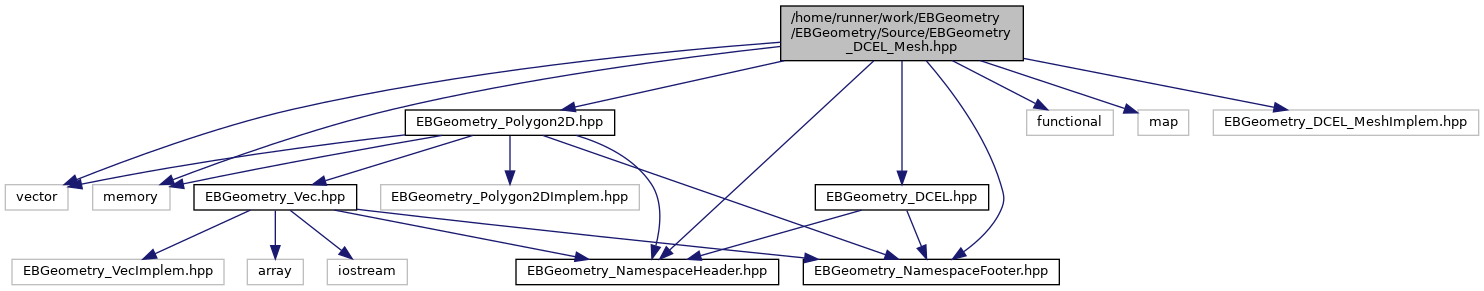 /home/runner/work/EBGeometry
/EBGeometry/Source/EBGeometry
_DCEL_Mesh.hpp
EBGeometry_Polygon2D.hpp
functional
map
EBGeometry_DCEL_MeshImplem.hpp
vector
memory
EBGeometry_Vec.hpp
EBGeometry_Polygon2DImplem.hpp
EBGeometry_DCEL.hpp
EBGeometry_VecImplem.hpp
array
iostream
EBGeometry_NamespaceHeader.hpp
EBGeometry_NamespaceFooter.hpp